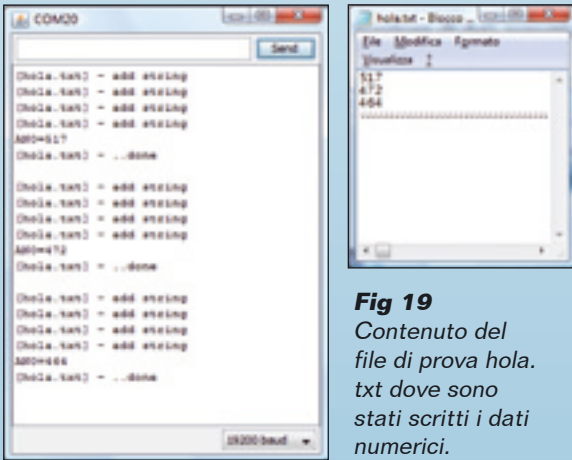 COM20
Send
[hola.txt] - add string
[hola.txt] - add string
[hola.txt] - add string
[hola.txt] - add string
AN0=517
[hola.txt] - ..done
[hola.txt] - add string
[hola.txt] - add string
[hola.txt] - add string
[hola.txt] - add string
AN0=472
[hola.txt] - ..done
[hola.txt] - add string
[hola.txt] - add string
[hola.txt] - add string
[hola.txt] - add string
AN0=464
[hola.txt] - ..done
19200 baud
hola.txt - Blocco
File Modifica Formato
Visualizza ?
517
472
464
Fig 19
Contenuto del
file di prova hola.
txt dove sono
stati scritti i dati
numerici.